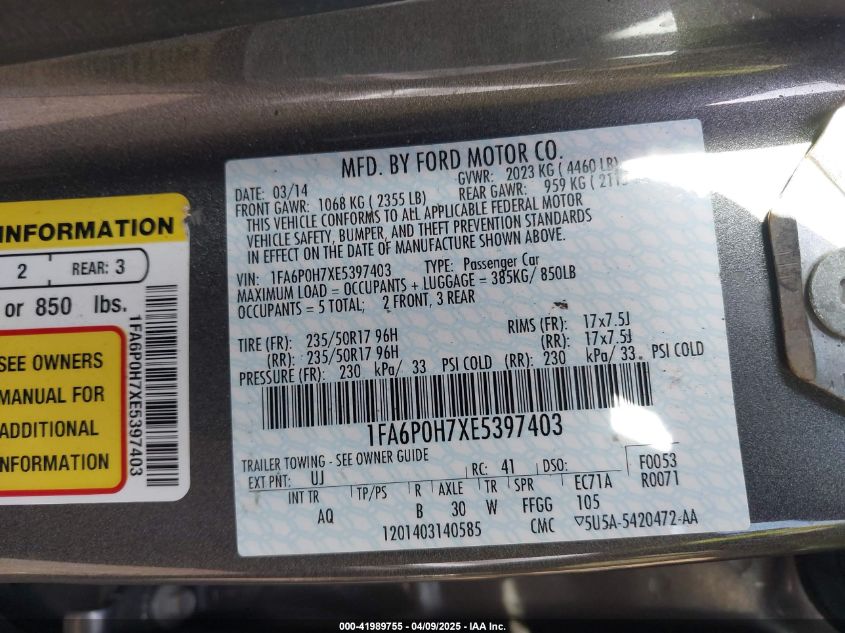 INFORMATION
2 REAR: 3
or 850 lbs.
SEE OWNERS
MANUAL FOR
ADDITIONAL
INFORMATION
1FA6P0H7XE5397403
MFD. BY FORD MOTOR CO.
DATE: 03/14 GVWR: 2023 KG ( 4460 LB)
FRONT GAWR: 1068 KG ( 2355 LB) REAR GAWR: 959 KG (
THIS VEHICLE CONFORMS TO ALL APPLICABLE FEDERAL MOTOR
VEHICLE SAFETY, BUMPER, AND THEFT PREVENTION STANDARDS
IN EFFECT ON THE DATE OF MANUFACTURE SHOWN ABOVE.
VIN: 1FA6P0H7XE5397403 TYPE: Passenger Car
MAXIMUM LOAD = OCCUPANTS + LUGGAGE = 385KG/ 850LB
OCCUPANTS = 5 TOTAL; 2 FRONT, 3 REAR
TIRE (FR): 235/50R17 96H RIMS (FR): 17x7.5J
(RR): 235/50R17 96H (RR): 17x7.5J
PRESSURE (FR): 230 kPa/ 33 PSI COLD (RR): 230 kPa/ 33 PSI COLD
1FA6P0H7XE5397403
TRAILER TOWING - SEE OWNER GUIDE
EXT PNT: UJ RC: 41 DSO: F0053
INT TR TP/PS R AXLE TR SPR EC71A R0071
AQ B 30 W FFGG 105
1201403140585 CMC ▽5U5A-5420472-AA
000-41989755 - 04/09/2025 - IAA Inc.